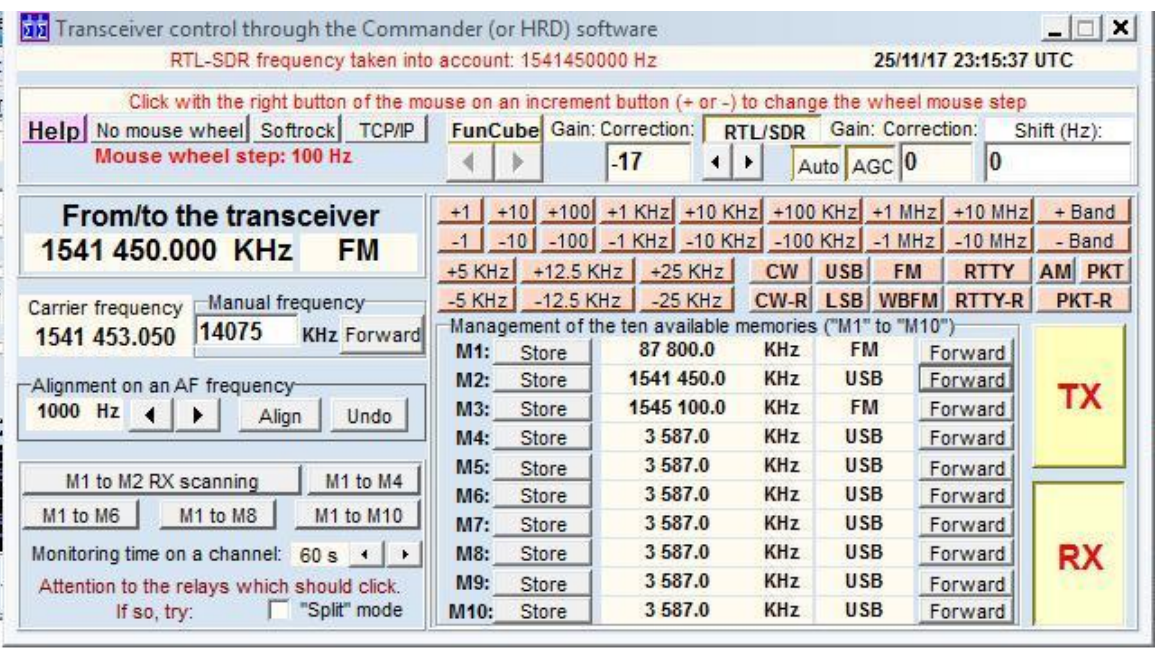 Transceiver control through the Commander (or HRD) software
RTL-SDR frequency taken into account: 1541450000 Hz 25/11/17 23:15:37 UTC
Click with the right button of the mouse on an increment button (+ or -) to change the wheel mouse step
Help No mouse wheel Softrock TCP/IP FunCube Gain: Correction: RTL/SDR Gain: Correction: Shift (Hz):
Mouse wheel step: 100 Hz -17 Auto AGC 0 0
From/to the transceiver
1541 450.000 KHz FM
+1 +10 +100 +1 KHz +10 KHz +100 KHz +1 MHz +10 MHz + Band
-1 -10 -100 -1 KHz -10 KHz -100 KHz -1 MHz -10 MHz - Band
+5 KHz +12.5 KHz +25 KHz CW USB FM RTTY AM PKT
-5 KHz -12.5 KHz -25 KHz CW-R LSB WBFM RTTY-R PKT-R
Carrier frequency Manual frequency
1541 453.050 14075 KHz Forward
Alignment on an AF frequency
1000 Hz Align Undo
M1 to M2 RX scanning M1 to M4
M1 to M6 M1 to M8 M1 to M10
Monitoring time on a channel: 60 s
Attention to the relays which should click.
If so, try: "Split" mode
Management of the ten available memories ("M1" to "M10")
M1: Store 87 800.0 KHz FM Forward
M2: Store 1541 450.0 KHz USB Forward
M3: Store 1545 100.0 KHz FM Forward
M4: Store 3 587.0 KHz USB Forward
M5: Store 3 587.0 KHz USB Forward
M6: Store 3 587.0 KHz USB Forward
M7: Store 3 587.0 KHz USB Forward
M8: Store 3 587.0 KHz USB Forward
M9: Store 3 587.0 KHz USB Forward
M10: Store 3 587.0 KHz USB Forward
TX
RX